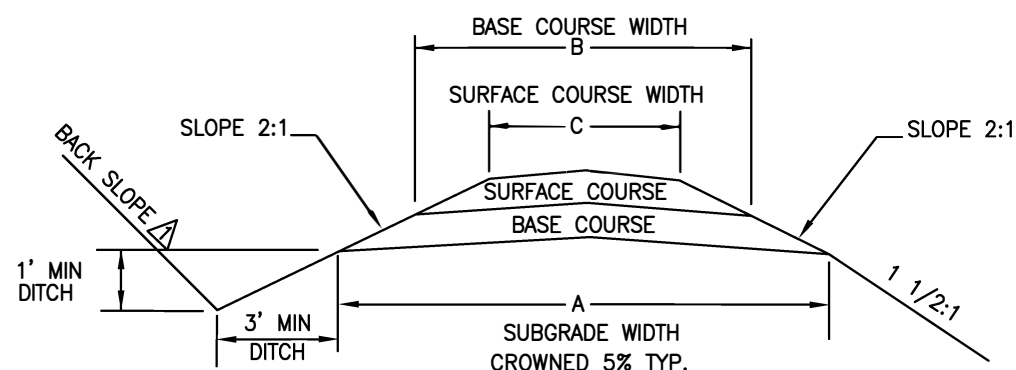 BASE COURSE WIDTH
B
SURFACE COURSE WIDTH
SLOPE 2:1
C
SLOPE 2:1
BACK SLOPE 1
SURFACE COURSE
BASE COURSE
1' MIN
DITCH
3' MIN
DITCH
A
SUBGRADE WIDTH
CROWNED 5% TYP.
1 1/2:1